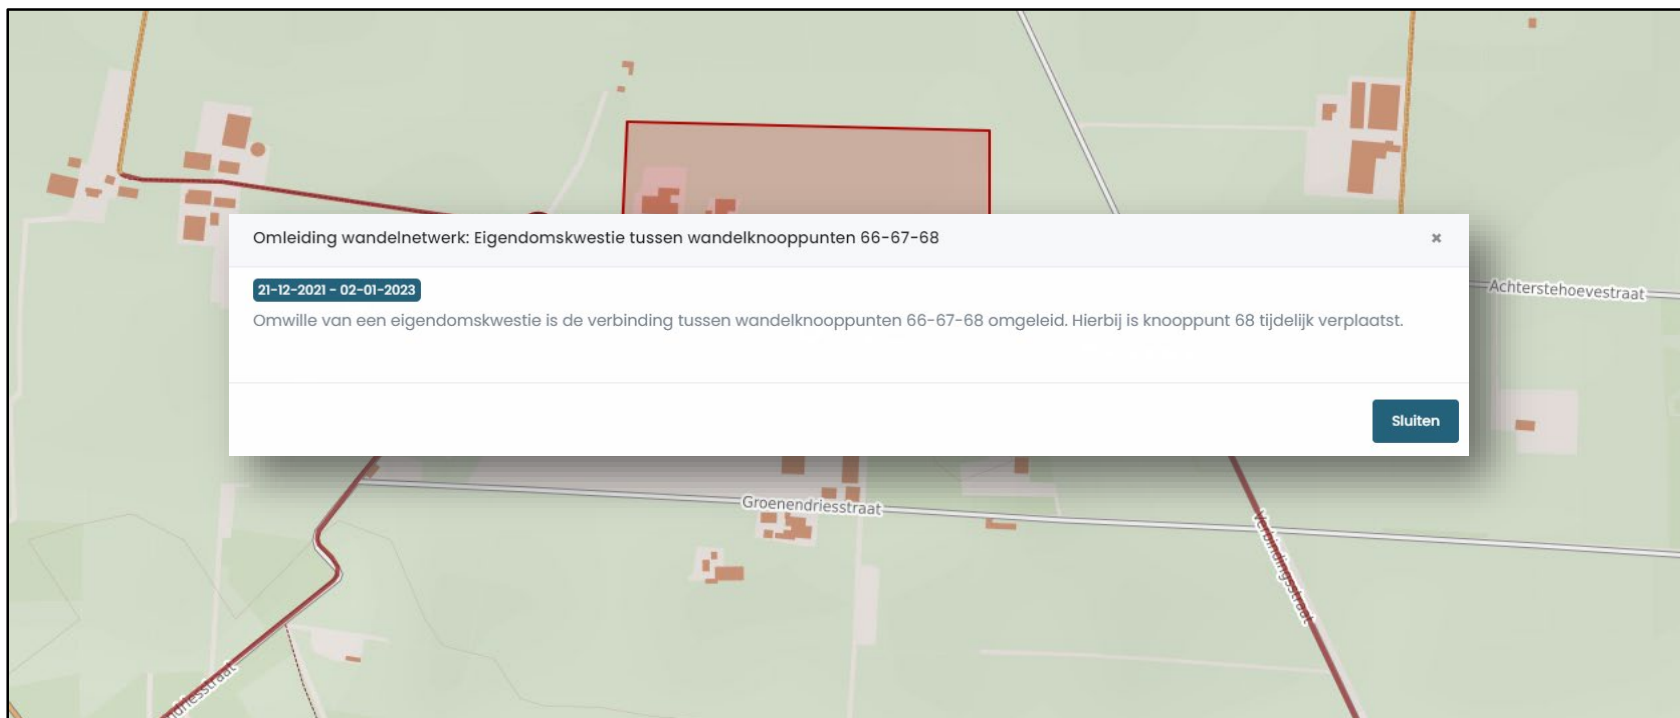 Omleiding wandelnetwerk: Eigendomskwestie tussen wandelknooppunten 66-67-68
×
21-12-2021 - 02-01-2023
Omwille van een eigendomskwestie is de verbinding tussen wandelknooppunten 66-67-68 omgeleid. Hierbij is knooppunt 68 tijdelijk verplaatst.
Achterstehoevestraat
Sluiten
Groenendriesstraat
Verbindingsstraat
ndriesstraat